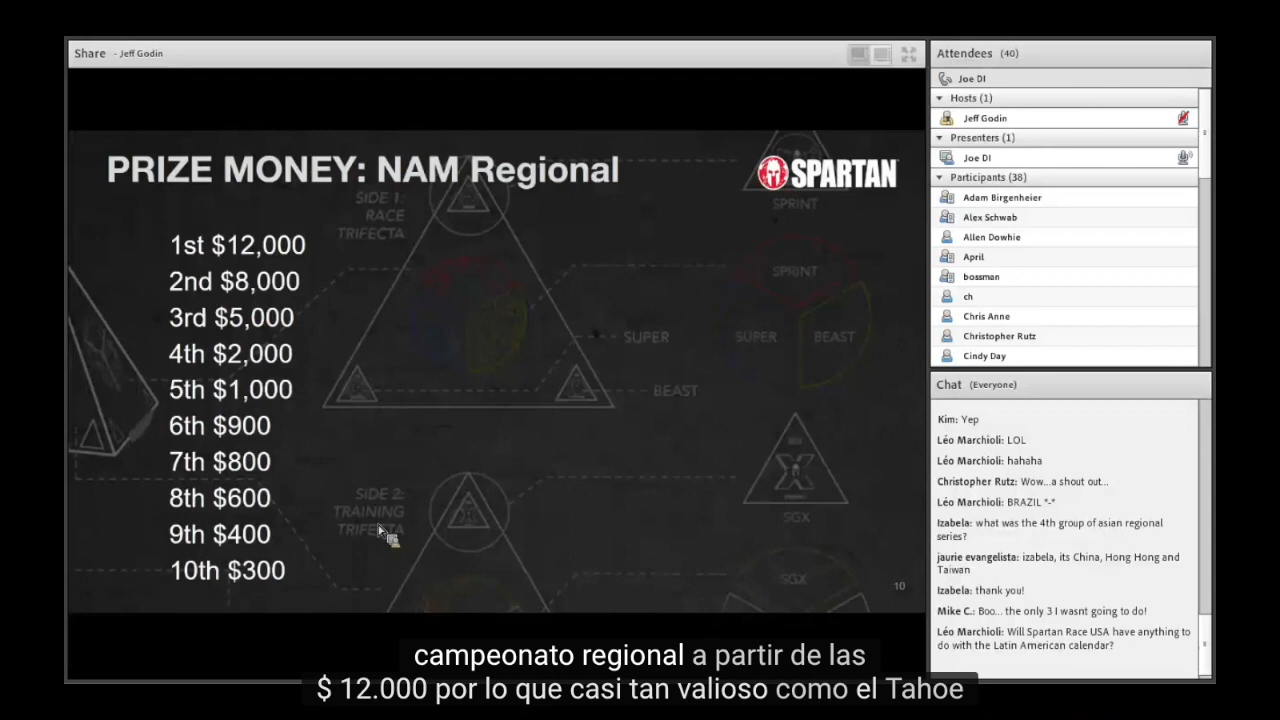 Share - Jeff Godin
PRIZE MONEY: NAM Regional
SPARTAN
1st $12,000
2nd $8,000
3rd $5,000
4th $2,000
5th $1,000
6th $900
7th $800
8th $600
9th $400
10th $300
SIDE 1:
RACE
TRIFECTA
SPRINT
SPRINT
SUPER
SUPER
BEAST
BEAST
SIDE 2:
TRAINING
TRIFECTA
X
SGX
SGX
10
Attendees (40)
Joe DI
Hosts (1)
Jeff Godin
Presenters (1)
Joe DI
Participants (38)
Adam Birgenheier
Alex Schwab
Allen Dowhie
April
bossman
ch
Chris Anne
Christopher Rutz
Cindy Day
Chat (Everyone)
Kim: Yep
Léo Marchioli: LOL
Léo Marchioli: hahaha
Christopher Rutz: Wow...a shout out...
Léo Marchioli: BRAZIL *-*
Izabela: what was the 4th group of asian regional
series?
jaurie evangelista: izabela, its China, Hong Hong and
Taiwan
Izabela: thank you!
Mike C.: Boo... the only 3 I wasnt going to do!
Léo Marchioli: Will Spartan Race USA have anything to
do with the Latin American calendar?
campeonato regional a partir de las
$ 12.000 por lo que casi tan valioso como el Tahoe